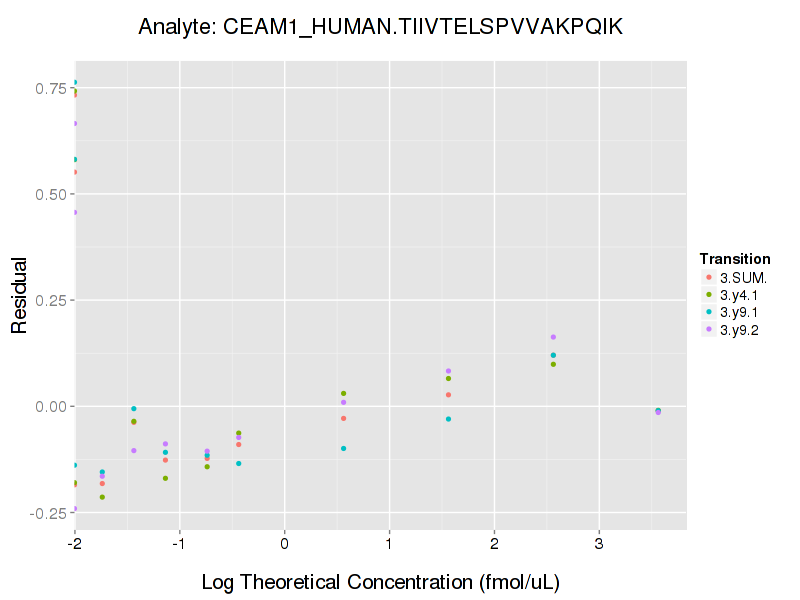 Analyte: CEAM1_HUMAN.TIIVTELSPVVAKPQIK
0.75
0.50
0.25
0.00
-0.25
Residual
-2 -1 0 1 2 3
Log Theoretical Concentration (fmol/uL)
Transition
3.SUM.
3.y4.1
3.y9.1
3.y9.2